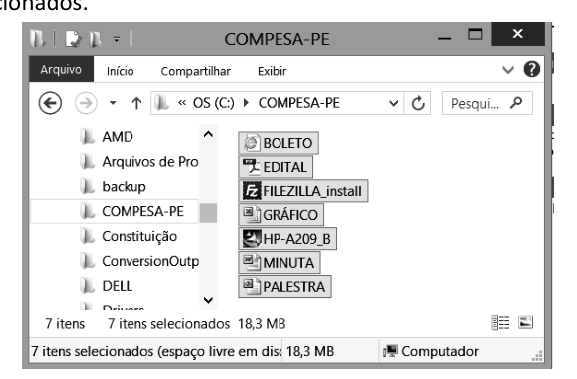 cionados.
COMPESA-PE
Arquivo Início Compartilhar Exibir
« OS (C:) COMPESA-PE Pesqui...
AMD
Arquivos de Pro
backup
COMPESA-PE
Constituição
ConversionOutp
DELL
Drivers
BOLETO
EDITAL
FILEZILLA_install
GRÁFICO
HP-A209_B
MINUTA
PALESTRA
7 itens 7 itens selecionados 18,3 MB
7 itens selecionados (espaço livre em dis: 18,3 MB Computador